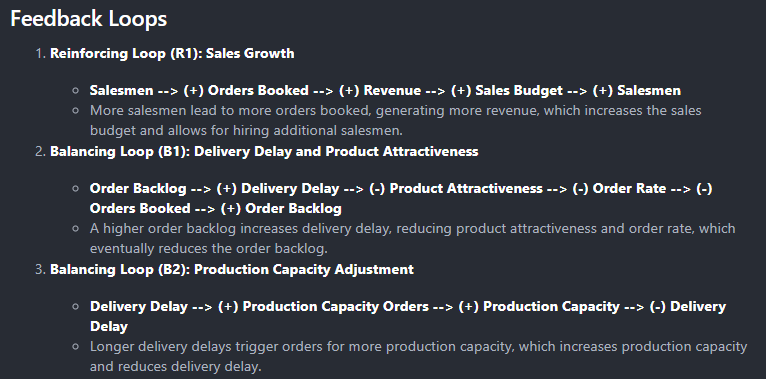 Feedback Loops
1. Reinforcing Loop (R1): Sales Growth
Salesmen --> (+) Orders Booked --> (+) Revenue --> (+) Sales Budget --> (+) Salesmen
More salesmen lead to more orders booked, generating more revenue, which increases the sales
budget and allows for hiring additional salesmen.
2. Balancing Loop (B1): Delivery Delay and Product Attractiveness
Order Backlog --> (+) Delivery Delay --> (-) Product Attractiveness --> (-) Order Rate --> (-)
Orders Booked --> (+) Order Backlog
A higher order backlog increases delivery delay, reducing product attractiveness and order rate, which
eventually reduces the order backlog.
3. Balancing Loop (B2): Production Capacity Adjustment
Delivery Delay --> (+) Production Capacity Orders --> (+) Production Capacity --> (-) Delivery
Delay
Longer delivery delays trigger orders for more production capacity, which increases production capacity
and reduces delivery delay.